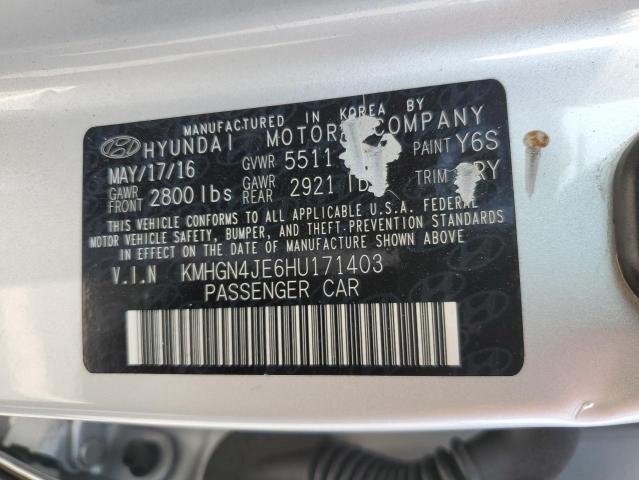 MANUFACTURED IN KOREA BY
HYUNDAI MOTOR COMPANY
MAY/17/16 GVWR 5511 PAINT Y6S
GAWR FRONT 2800 lbs GAWR REAR 2921 TRIM RY
THIS VEHICLE CONFORMS TO ALL APPLICABLE U.S.A. FEDERAL
MOTOR VEHICLE SAFETY, BUMPER, AND THEFT-PREVENTION STANDARDS
IN EFFECT ON THE DATE OF MANUFACTURE SHOWN ABOVE
V.I.N KMHGN4JE6HU171403
PASSENGER CAR